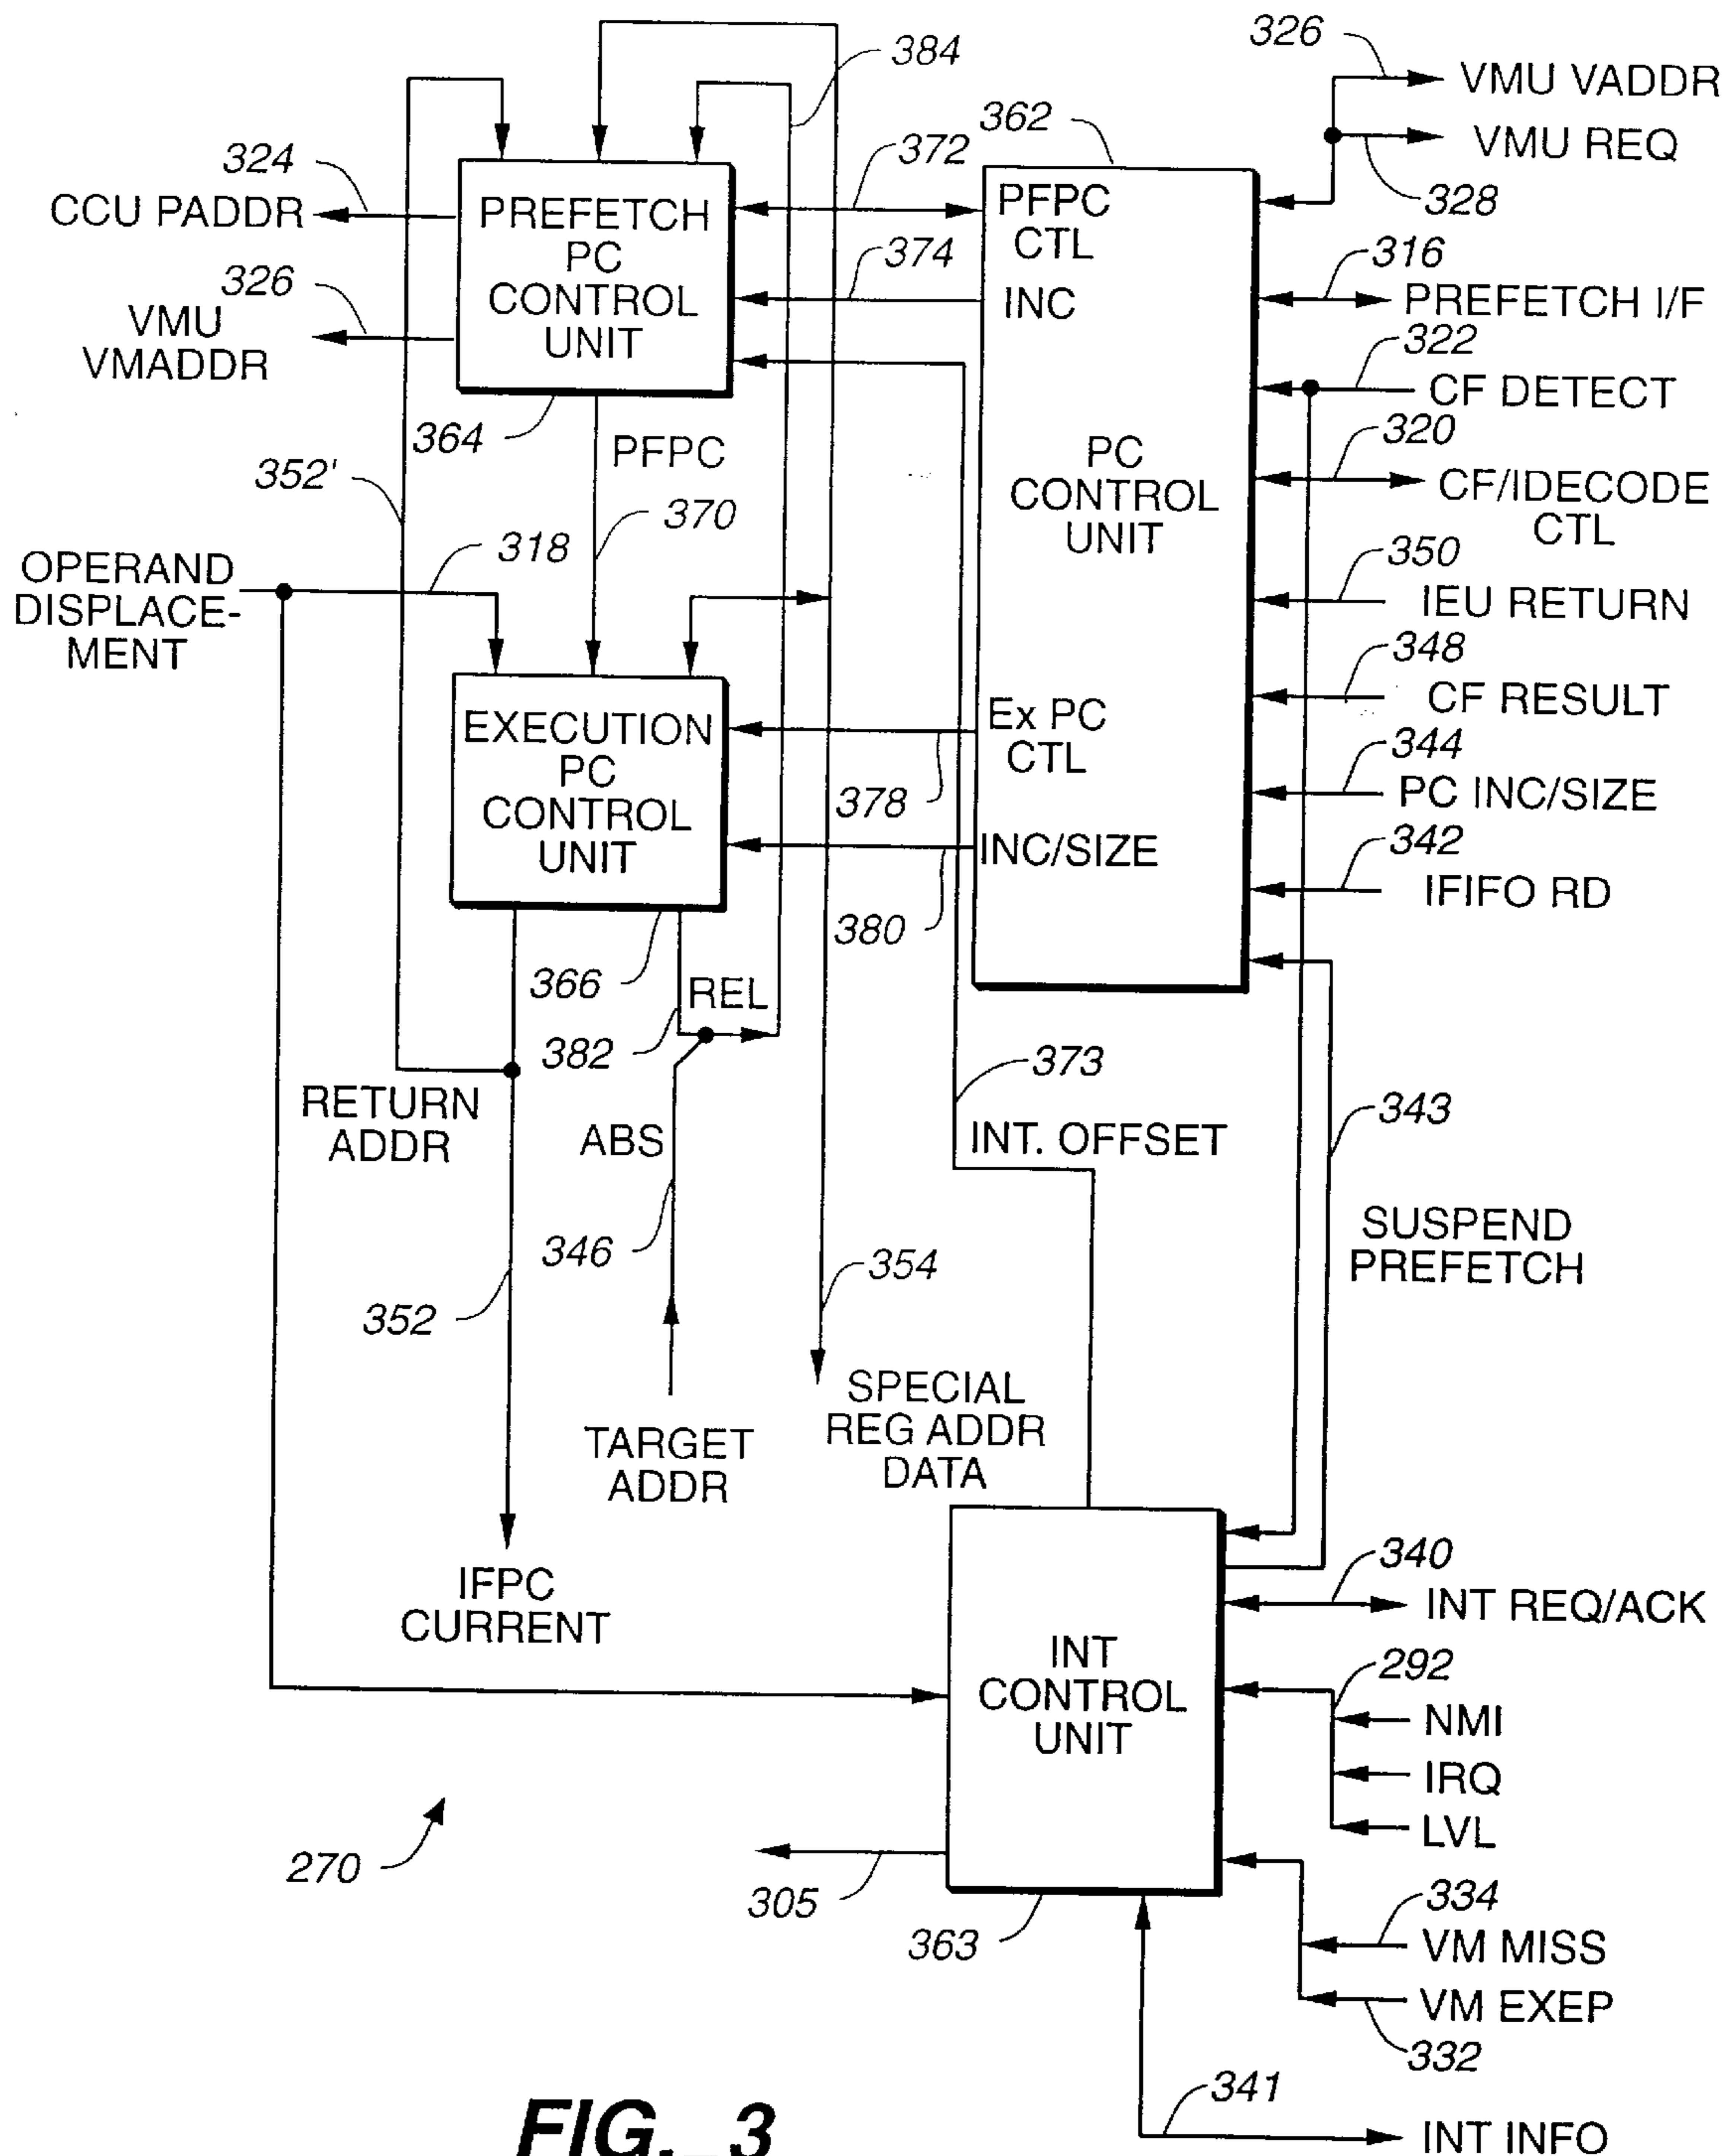 384
326
VMU VADDR
VMU REQ
328
362
372
324
CCU PADDR
PREFETCH
PC
CONTROL
UNIT
PFPC
CTL
374
INC
316
PREFETCH I/F
326
VMU
VMADDR
322
CF DETECT
364
PFPC
352'
370
PC
CONTROL
UNIT
320
CF/IDECODE
CTL
318
OPERAND
DISPLACE-
MENT
350
IEU RETURN
348
CF RESULT
EXECUTION
PC
CONTROL
UNIT
Ex PC
CTL
378
344
PC INC/SIZE
INC/SIZE
342
IFIFO RD
380
366
REL
382
373
343
RETURN
ADDR
ABS
INT. OFFSET
346
354
352
SUSPEND
PREFETCH
SPECIAL
REG ADDR
DATA
TARGET
ADDR
IFPC
CURRENT
340
INT REQ/ACK
INT
CONTROL
UNIT
292
NMI
IRQ
LVL
270
305
363
334
VM MISS
VM EXEP
332
341
INT INFO
FIG._3